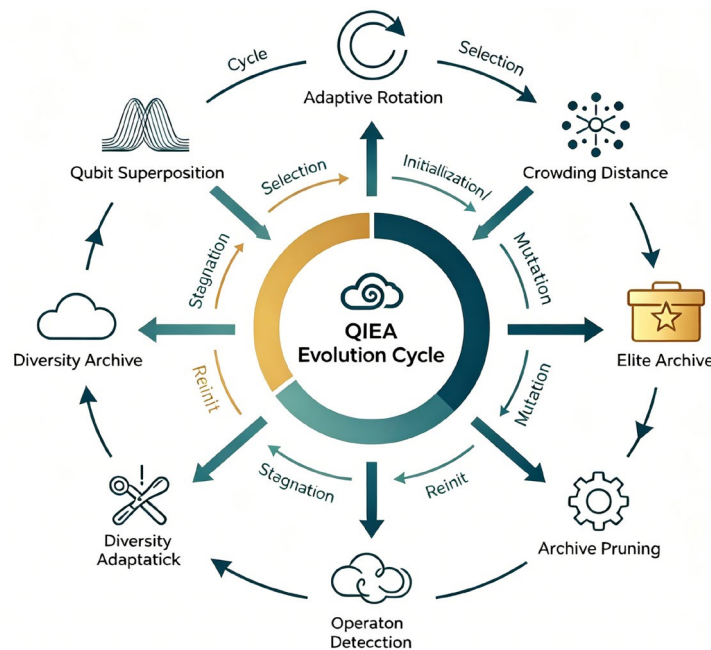 Cycle
Selection
Adaptive Rotation
Qubit Superposition
Crowding Distance
Selection
Initiallization/
Stagnation
Mutation
QIEA
Evolution Cycle
Diversity Archive
Elite Archive
Reinit
Mutation
Stagnation
Reinit
Diversity
Adaptatick
Archive Pruning
Operaton
Detecction